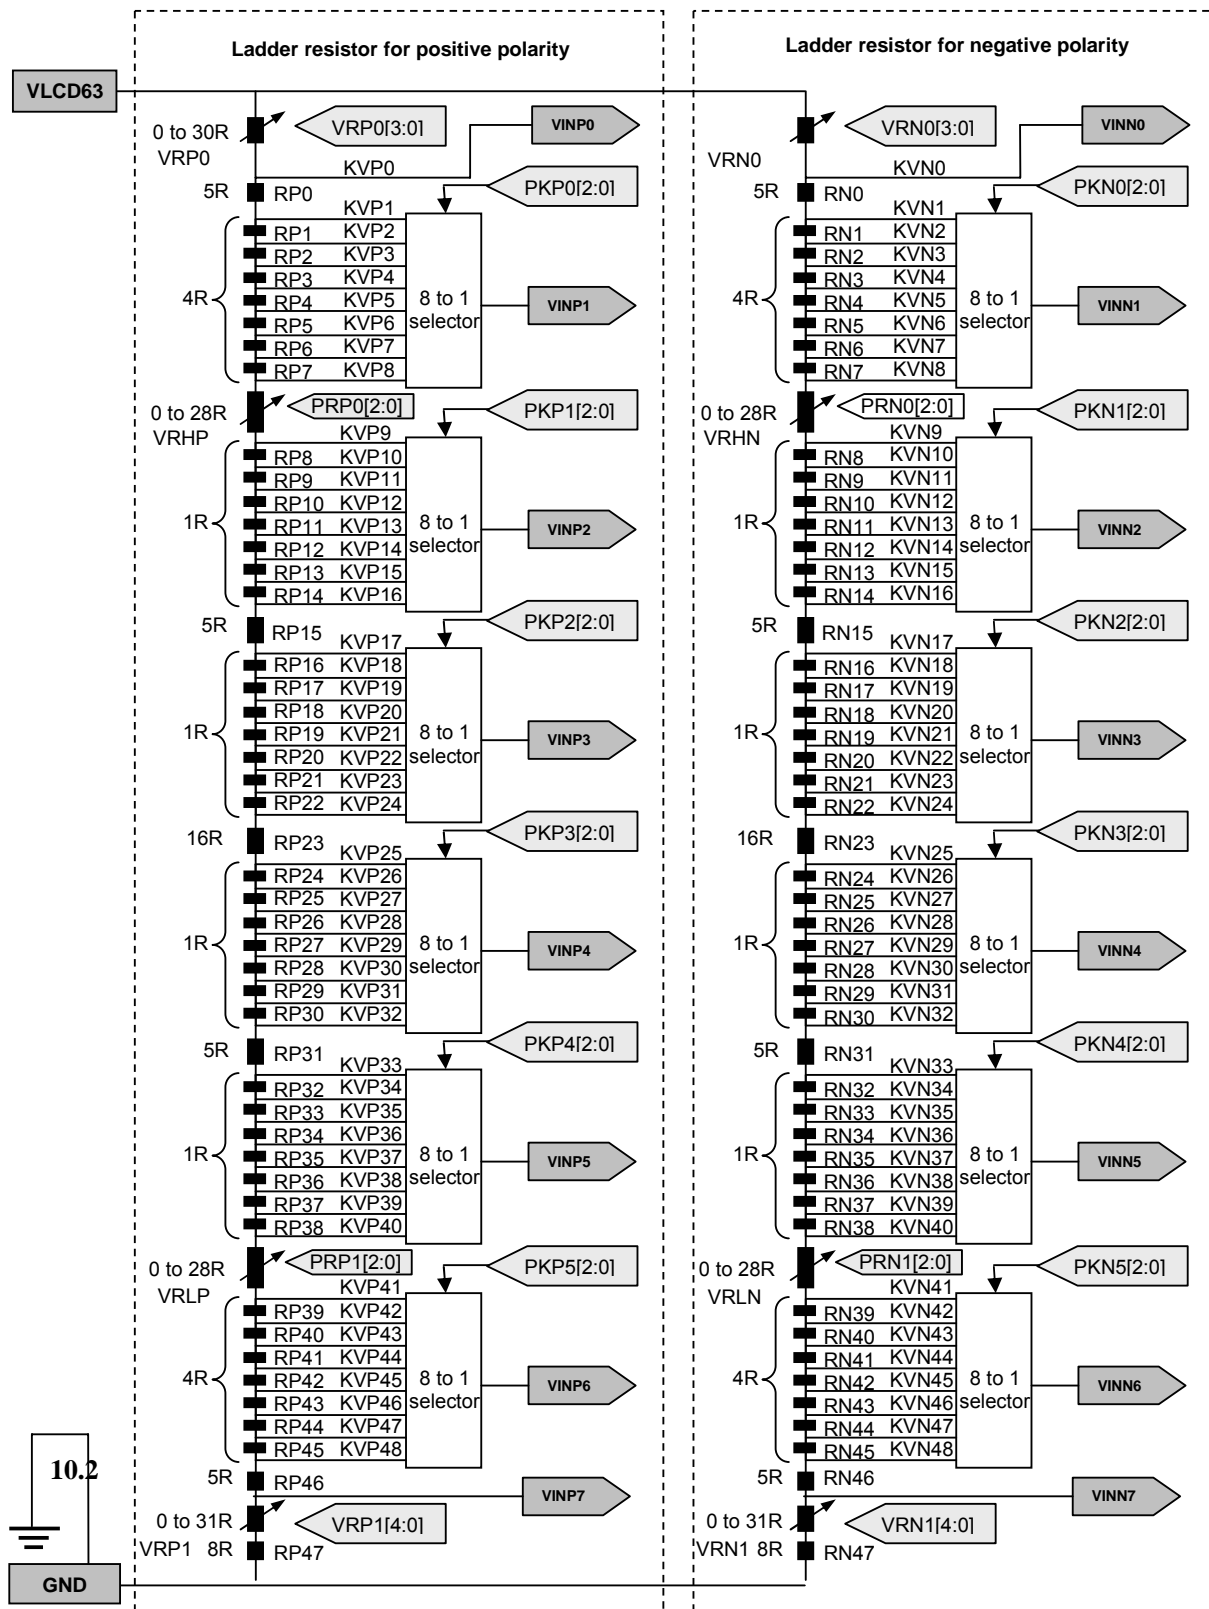 Ladder resistor for positive polarity
Ladder resistor for negative polarity
VLCD63
0 to 30R
VRP0
VRP0[3:0]
VINP0
KVP0
PKP0[2:0]
5R
RP0
KVP1
RP1 KVP2
RP2 KVP3
RP3 KVP4
4R
RP4 KVP5
RP5 KVP6
RP6 KVP7
RP7 KVP8
8 to 1
selector
VINP1
0 to 28R
VRHP
PRP0[2:0]
PKP1[2:0]
KVP9
RP8 KVP10
RP9 KVP11
RP10 KVP12
1R
RP11 KVP13
RP12 KVP14
RP13 KVP15
RP14 KVP16
8 to 1
selector
VINP2
5R
RP15
PKP2[2:0]
KVP17
RP16 KVP18
RP17 KVP19
RP18 KVP20
1R
RP19 KVP21
RP20 KVP22
RP21 KVP23
RP22 KVP24
8 to 1
selector
VINP3
16R
RP23
PKP3[2:0]
KVP25
RP24 KVP26
RP25 KVP27
RP26 KVP28
1R
RP27 KVP29
RP28 KVP30
RP29 KVP31
RP30 KVP32
8 to 1
selector
VINP4
5R
RP31
PKP4[2:0]
KVP33
RP32 KVP34
RP33 KVP35
RP34 KVP36
1R
RP35 KVP37
RP36 KVP38
RP37 KVP39
RP38 KVP40
8 to 1
selector
VINP5
0 to 28R
VRLP
PRP1[2:0]
PKP5[2:0]
KVP41
RP39 KVP42
RP40 KVP43
RP41 KVP44
4R
RP42 KVP45
RP43 KVP46
RP44 KVP47
RP45 KVP48
8 to 1
selector
VINP6
5R
RP46
VINP7
0 to 31R
VRP1
VRP1[4:0]
8R
RP47
10.2
GND
VRN0
VRN0[3:0]
VINN0
KVN0
PKN0[2:0]
5R
RN0
KVN1
RN1 KVN2
RN2 KVN3
RN3 KVN4
4R
RN4 KVN5
RN5 KVN6
RN6 KVN7
RN7 KVN8
8 to 1
selector
VINN1
0 to 28R
VRHN
PRN0[2:0]
PKN1[2:0]
KVN9
RN8 KVN10
RN9 KVN11
RN10 KVN12
1R
RN11 KVN13
RN12 KVN14
RN13 KVN15
RN14 KVN16
8 to 1
selector
VINN2
5R
RN15
PKN2[2:0]
KVN17
RN16 KVN18
RN17 KVN19
RN18 KVN20
1R
RN19 KVN21
RN20 KVN22
RN21 KVN23
RN22 KVN24
8 to 1
selector
VINN3
16R
RN23
PKN3[2:0]
KVN25
RN24 KVN26
RN25 KVN27
RN26 KVN28
1R
RN27 KVN29
RN28 KVN30
RN29 KVN31
RN30 KVN32
8 to 1
selector
VINN4
5R
RN31
PKN4[2:0]
KVN33
RN32 KVN34
RN33 KVN35
RN34 KVN36
1R
RN35 KVN37
RN36 KVN38
RN37 KVN39
RN38 KVN40
8 to 1
selector
VINN5
0 to 28R
VRLN
PRN1[2:0]
PKN5[2:0]
KVN41
RN39 KVN42
RN40 KVN43
RN41 KVN44
4R
RN42 KVN45
RN43 KVN46
RN44 KVN47
RN45 KVN48
8 to 1
selector
VINN6
5R
RN46
VINN7
0 to 31R
VRN1
VRN1[4:0]
8R
RN47